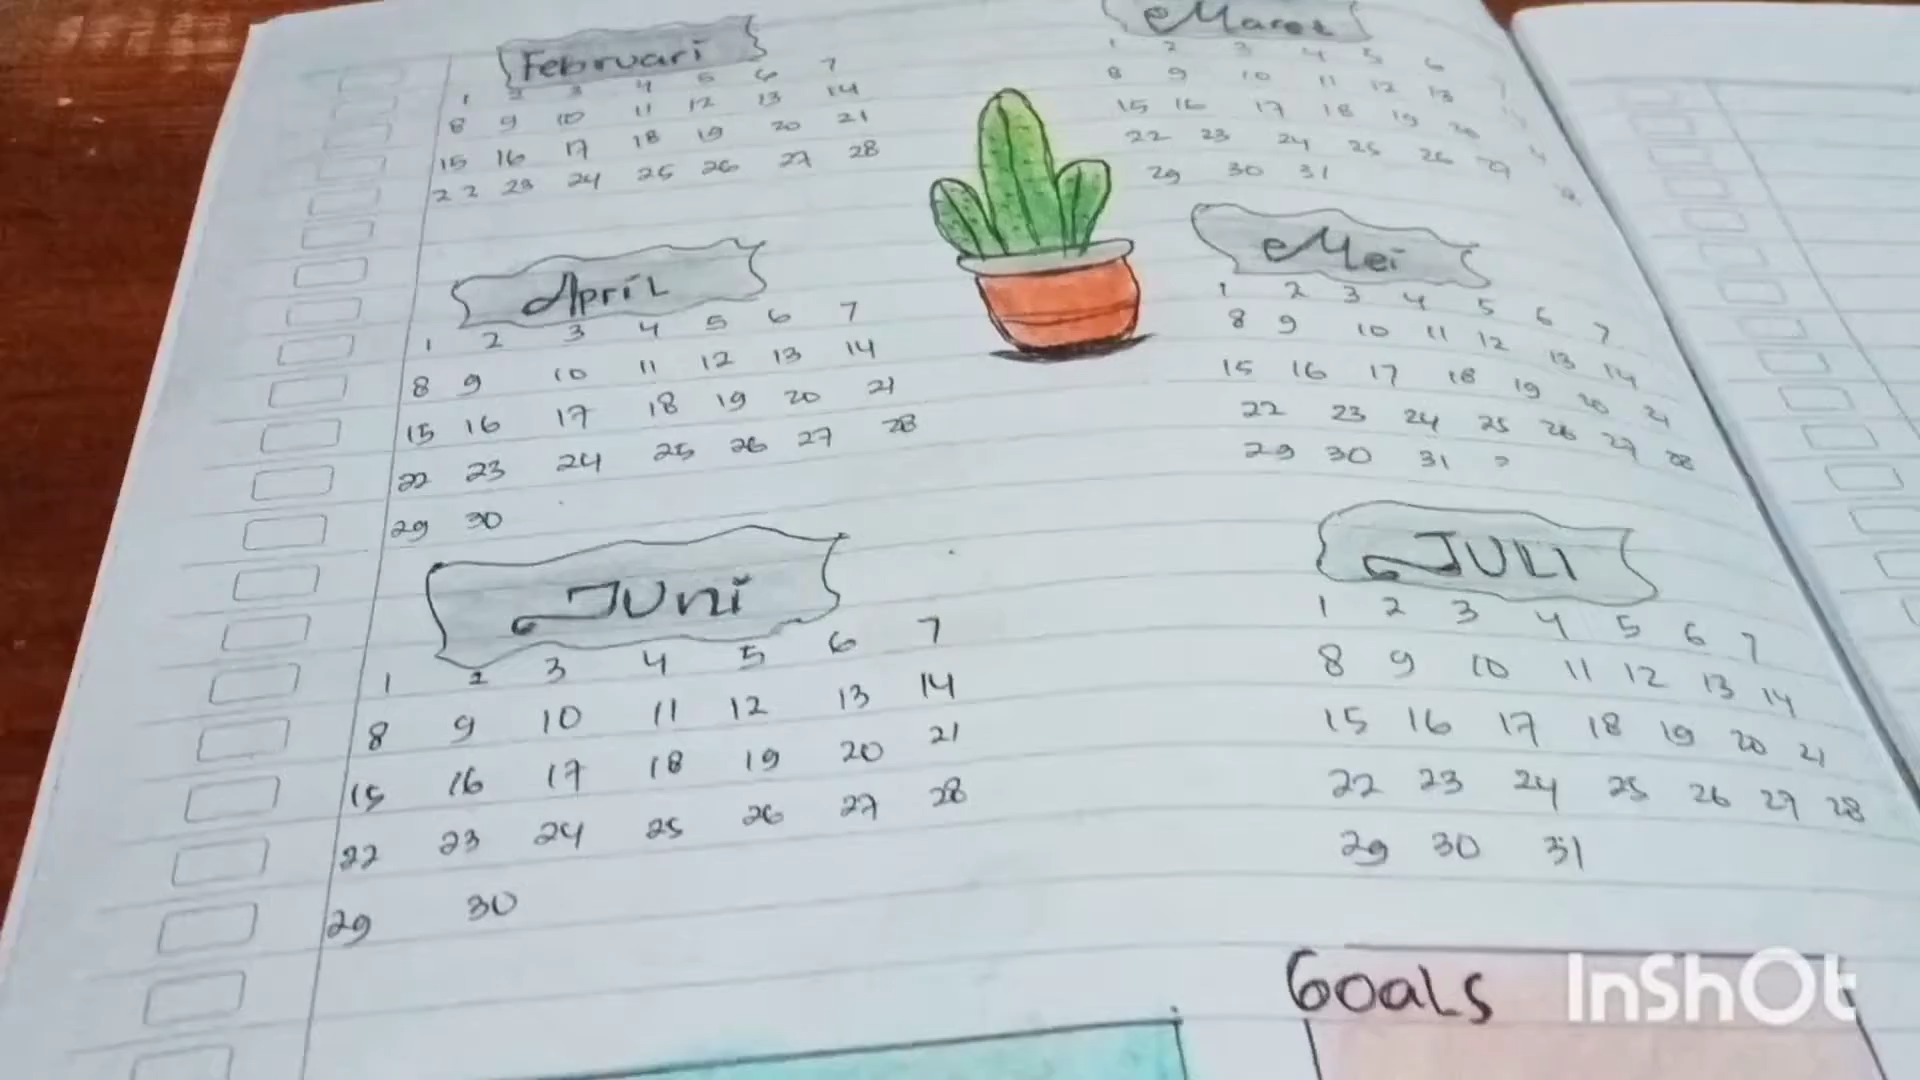 Februari
1 2 3 4 5 6 7
8 9 10 11 12 13 14
15 16 17 18 19 20 21
22 23 24 25 26 27 28
Maret
1 2 3 4 5 6 7
8 9 10 11 12 13
15 16 17 18 19 20
22 23 24 25 26 27
29 30 31
April
1 2 3 4 5 6 7
8 9 10 11 12 13 14
15 16 17 18 19 20 21
22 23 24 25 26 27 28
29 30
Mei
1 2 3 4 5 6 7
8 9 10 11 12 13 14
15 16 17 18 19 20 21
22 23 24 25 26 27 28
29 30 31
Juni
1 2 3 4 5 6 7
8 9 10 11 12 13 14
15 16 17 18 19 20 21
22 23 24 25 26 27 28
29 30
JULI
1 2 3 4 5 6 7
8 9 10 11 12 13 14
15 16 17 18 19 20 21
22 23 24 25 26 27 28
29 30 31
GoaLS
InShOt